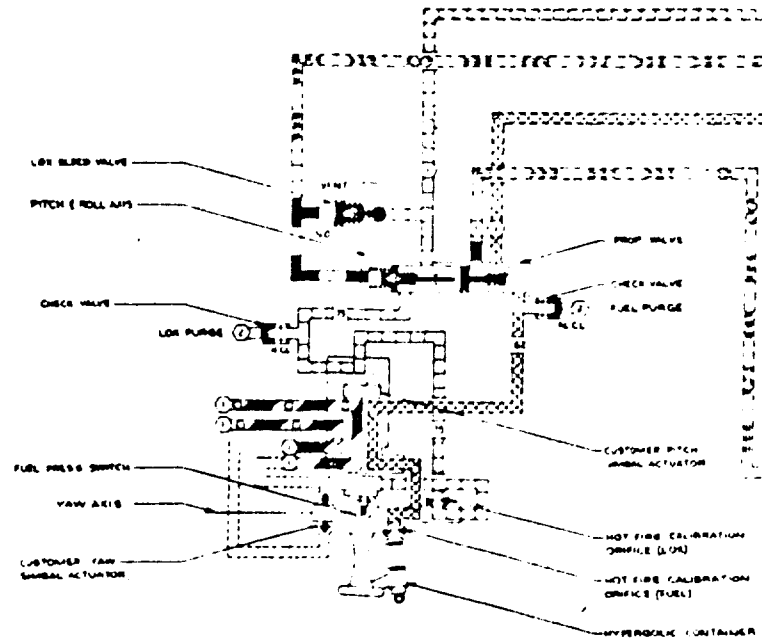 LOX BLEED VALVE
VENT
PITCH & ROLL AXIS
N.O.
PROP VALVE
CHECK VALVE
FUEL PURGE
N.C.
CHECK VALVE
LOX PURGE
CUSTOMER PITCH
GIMBAL ACTUATOR
FUEL PRESS SWITCH
YAW AXIS
CUSTOMER YAW
GIMBAL ACTUATOR
HOT FIRE CALIBRATION
ORIFICE (LOX)
HOT FIRE CALIBRATION
ORIFICE (FUEL)
HYPERGOLIC CONTAINER